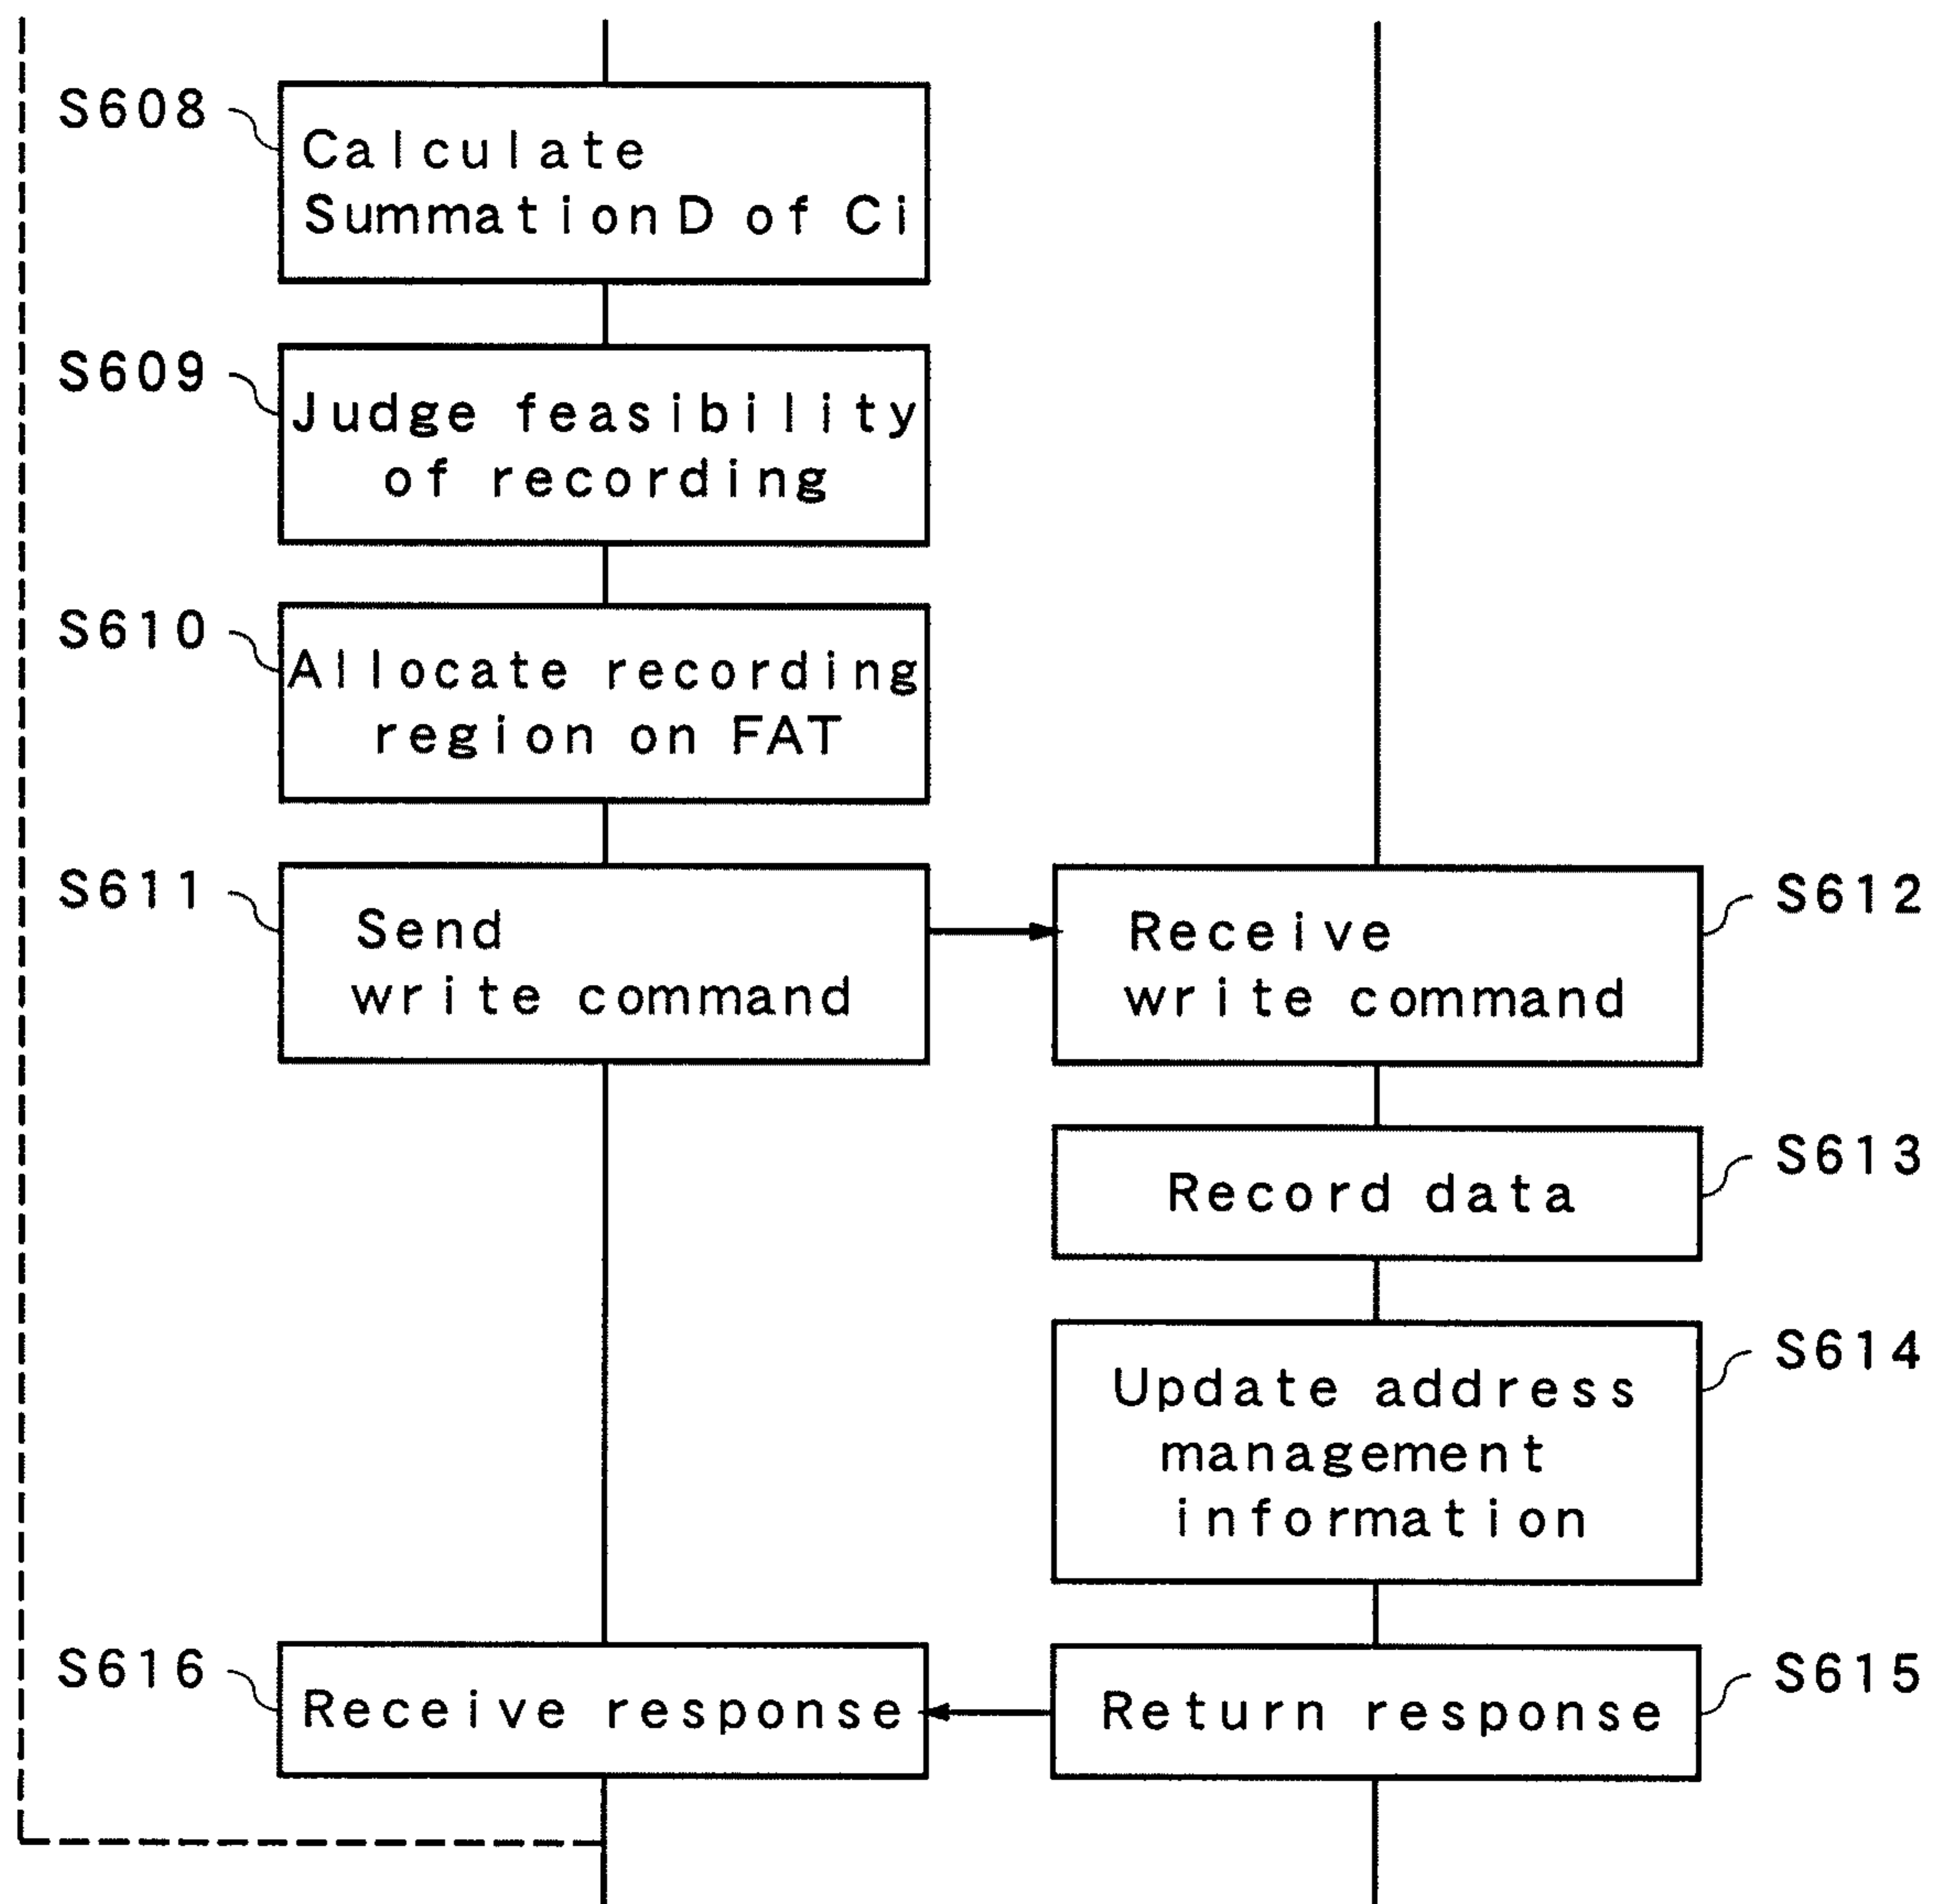 S608
Calculate
Summation D of Ci
S609
Judge feasibility
of recording
S610
Allocate recording
region on FAT
S611
Send
write command
S612
Receive
write command
S613
Record data
S614
Update address
management
information
S616
Receive response
S615
Return response